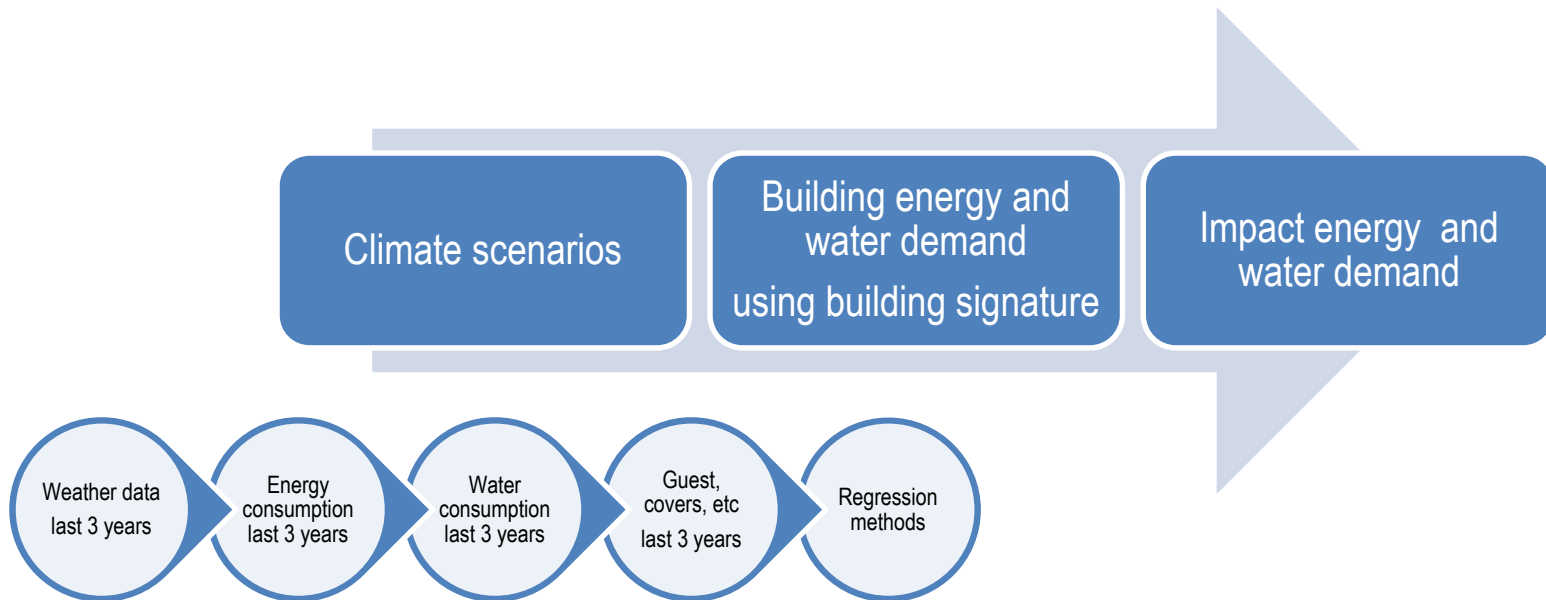 Climate scenarios
Building energy and
water demand
using building signature
Impact energy  and
water demand
Weather data
last 3 years
Energy
consumption
last 3 years
Water
consumption
last 3 years
Guest,
covers, etc
last 3 years
Regression
methods